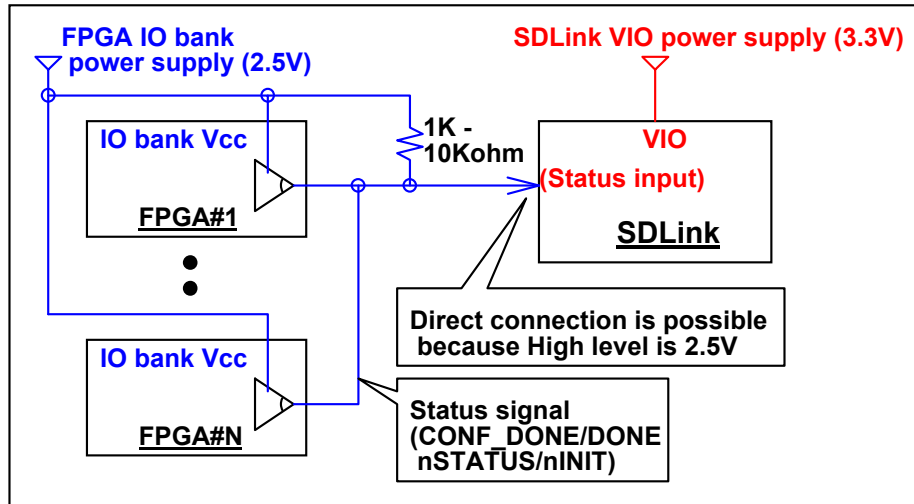 FPGA IO bank
power supply (2.5V)
SDLink VIO power supply (3.3V)
IO bank Vcc
FPGA#1
1K -
10Kohm
VIO
(Status input)
SDLink
Direct connection is possible
because High level is 2.5V
IO bank Vcc
FPGA#N
Status signal
(CONF_DONE/DONE
nSTATUS/nINIT)